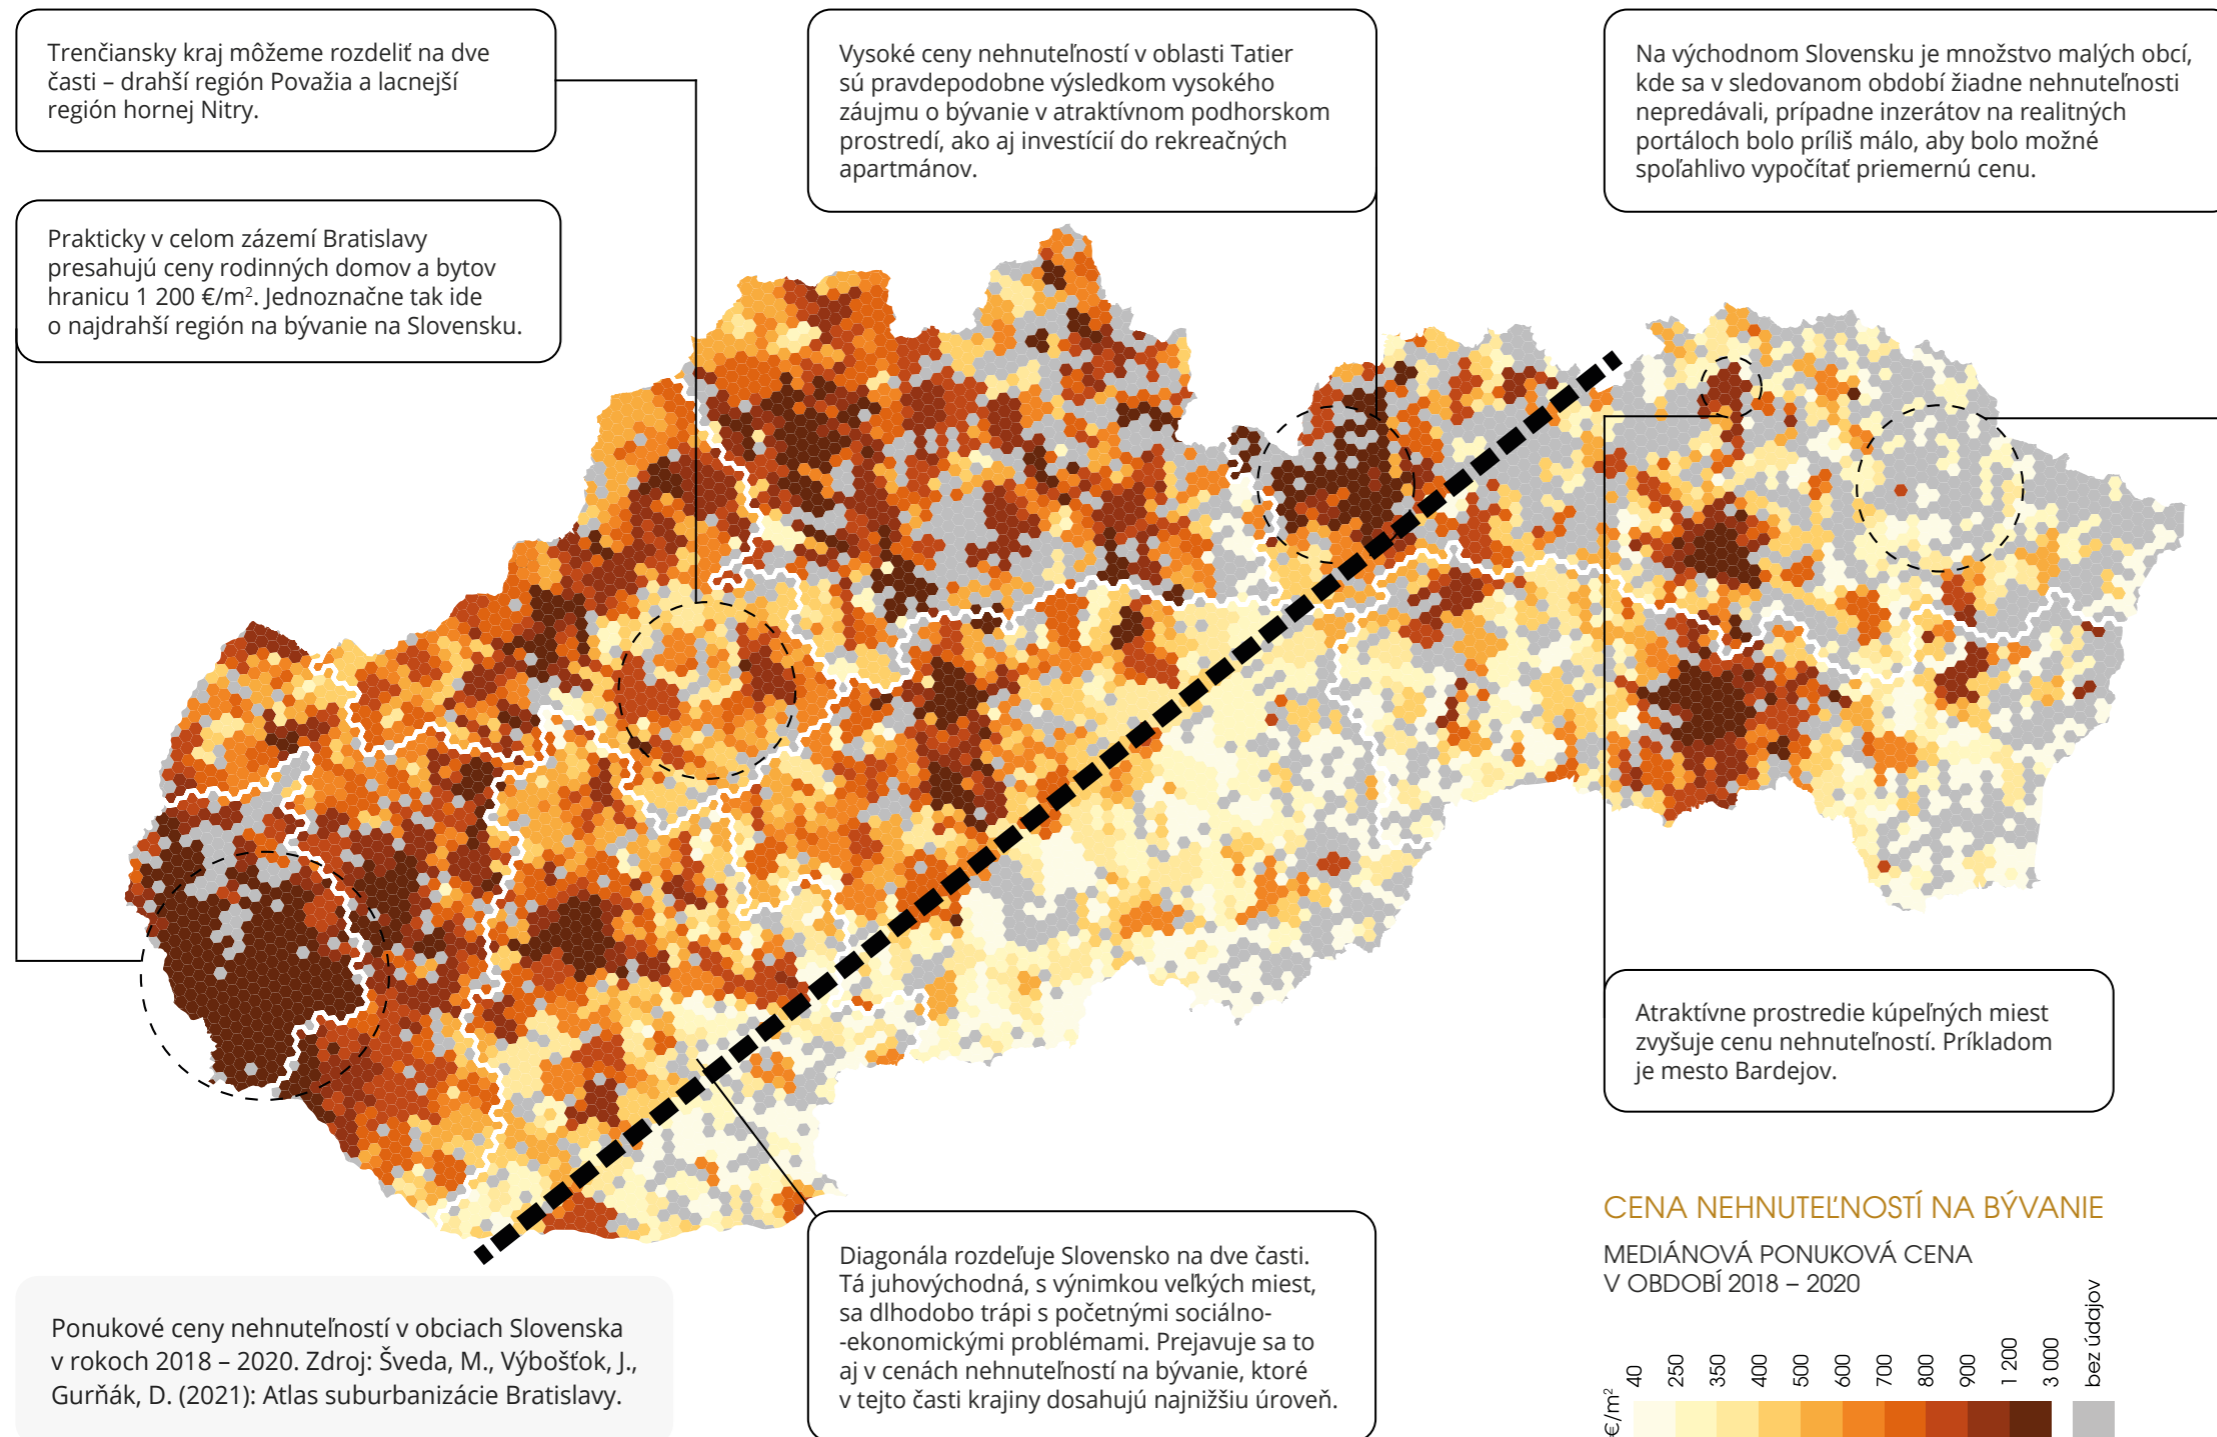 Trenčiansky kraj môžeme rozdeliť na dve
časti – drahší región Považia a lacnejší
región hornej Nitry.
Vysoké ceny nehnuteľností v oblasti Tatier
sú pravdepodobne výsledkom vysokého
záujmu o bývanie v atraktívnom podhorskom
prostredí, ako aj investícií do rekreačných
apartmánov.
Na východnom Slovensku je množstvo malých obcí,
kde sa v sledovanom období žiadne nehnuteľnosti
nepredávali, prípadne inzerátov na realitných
portáloch bolo príliš málo, aby bolo možné
spoľahlivo vypočítať priemernú cenu.
Prakticky v celom zázemí Bratislavy
presahujú ceny rodinných domov a bytov
hranicu 1 200 €/m². Jednoznačne tak ide
o najdrahší región na bývanie na Slovensku.
Atraktívne prostredie kúpeľných miest
zvyšuje cenu nehnuteľností. Príkladom
je mesto Bardejov.
Diagonála rozdeľuje Slovensko na dve časti.
Tá juhovýchodná, s výnimkou veľkých miest,
sa dlhodobo trápi s početnými sociálno-
-ekonomickými problémami. Prejavuje sa to
aj v cenách nehnuteľností na bývanie, ktoré
v tejto časti krajiny dosahujú najnižšiu úroveň.
Ponukové ceny nehnuteľností v obciach Slovenska
v rokoch 2018 – 2020. Zdroj: Šveda, M., Výbošťok, J.,
Gurňák, D. (2021): Atlas suburbanizácie Bratislavy.
CENA NEHNUTEĽNOSTÍ NA BÝVANIE
MEDIÁNOVÁ PONUKOVÁ CENA
V OBDOBÍ 2018 – 2020
€/m²
40
250
350
400
500
600
700
800
900
1 200
3 000
bez údajov